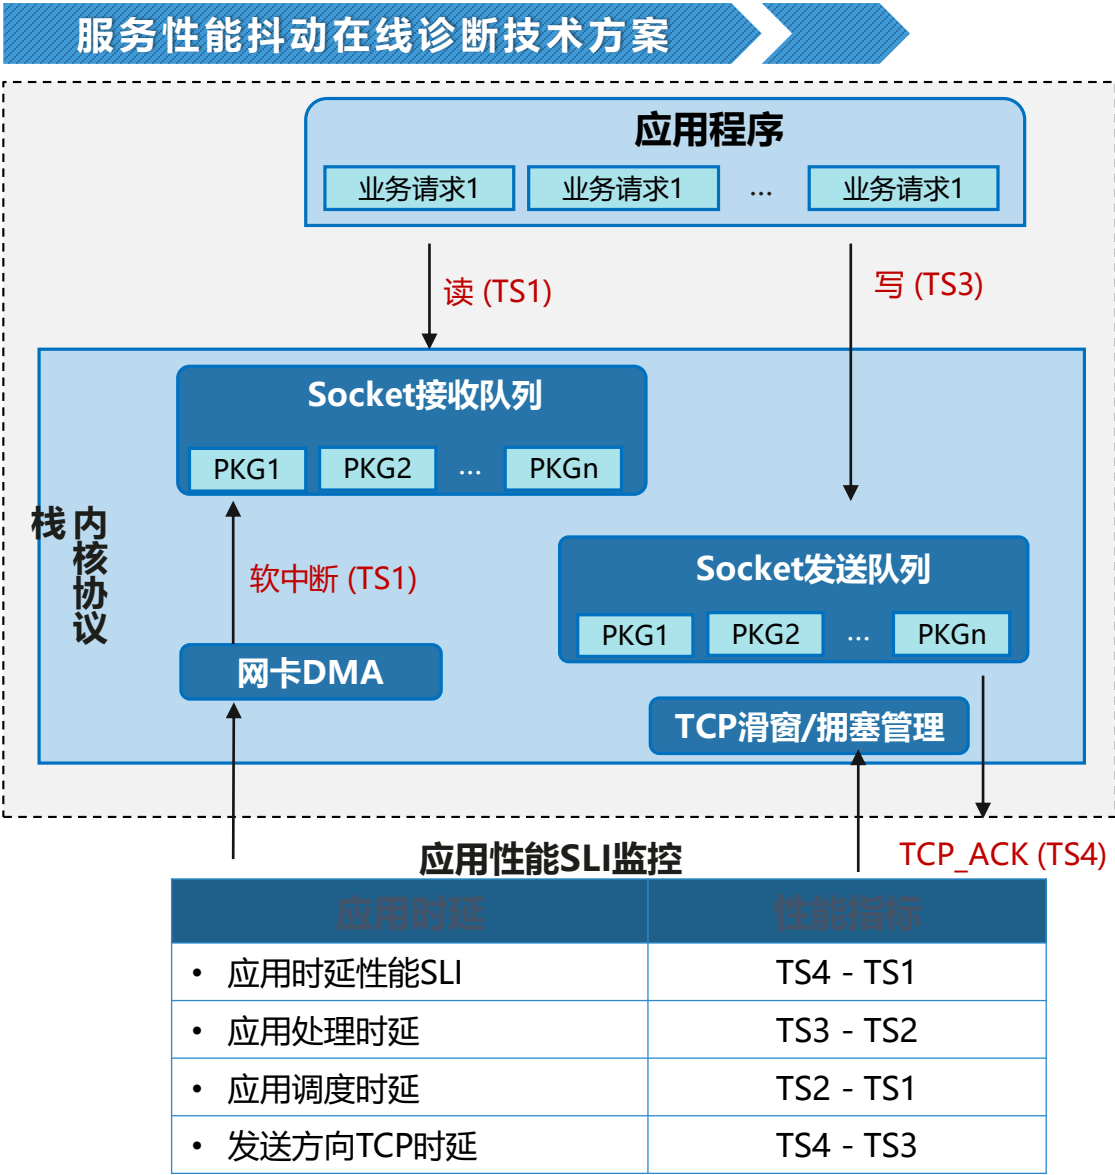 服务性能抖动在线诊断技术方案
应用程序
业务请求1
业务请求1
...
业务请求1
读 (TS1)
写 (TS3)
Socket接收队列
PKG1
PKG2
...
PKGn
内核协议栈
软中断 (TS1)
Socket发送队列
PKG1
PKG2
...
PKGn
网卡DMA
TCP滑窗/拥塞管理
应用性能SLI监控
TCP_ACK (TS4)
应用时延
性能指标
• 应用时延性能SLI
TS4 - TS1
• 应用处理时延
TS3 - TS2
• 应用调度时延
TS2 - TS1
• 发送方向TCP时延
TS4 - TS3